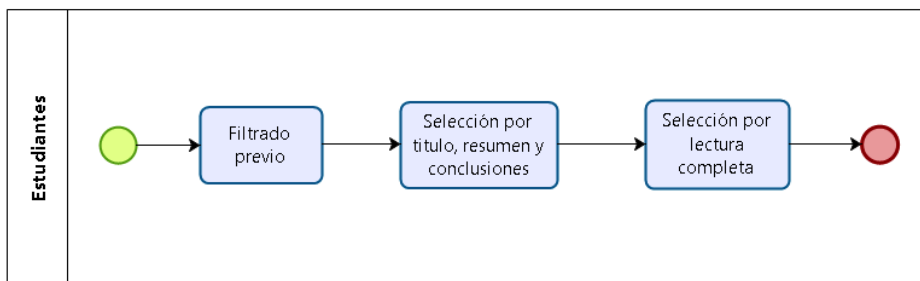 Estudiantes
Filtrado
previo
Selección por
titulo, resumen y
conclusiones
Selección por
lectura
completa